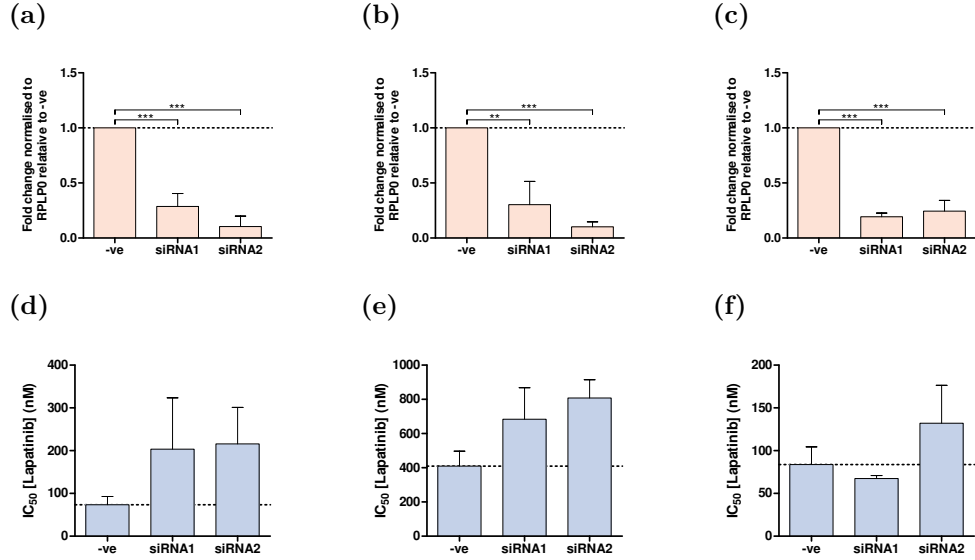 (a)
Fold change normalised to
RPLP0 relataive to -ve
1.5
1.0
0.5
0.0
***
***
-ve siRNA1 siRNA2
(b)
Fold change normalised to
RPLP0 relataive to -ve
1.5
1.0
0.5
0.0
***
**
-ve siRNA1 siRNA2
(c)
Fold change normalised to
RPLP0 relataive to -ve
1.5
1.0
0.5
0.0
***
***
-ve siRNA1 siRNA2
(d)
IC50 [Lapatinib] (nM)
400
300
200
100
0
-ve siRNA1 siRNA2
(e)
IC50 [Lapatinib] (nM)
1000
800
600
400
200
0
-ve siRNA1 siRNA2
(f)
IC50 [Lapatinib] (nM)
200
150
100
50
0
-ve siRNA1 siRNA2